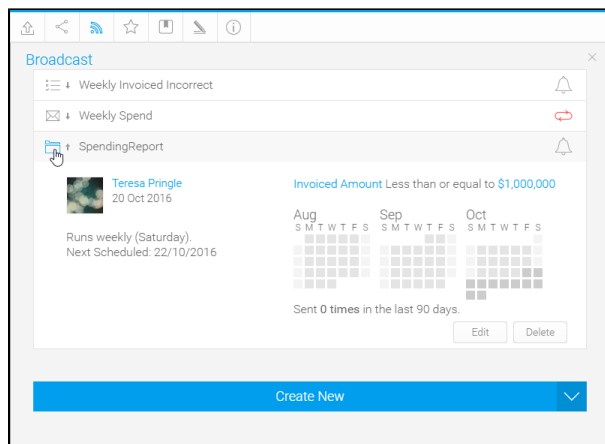 Broadcast
Weekly Invoiced Incorrect
Weekly Spend
SpendingReport
Teresa Pringle
20 Oct 2016
Runs weekly (Saturday).
Next Scheduled: 22/10/2016
Invoiced Amount Less than or equal to $1,000,000
Aug Sep Oct
S M T W T F S S M T W T F S S M T W T F S
Sent 0 times in the last 90 days.
Edit Delete
Create New